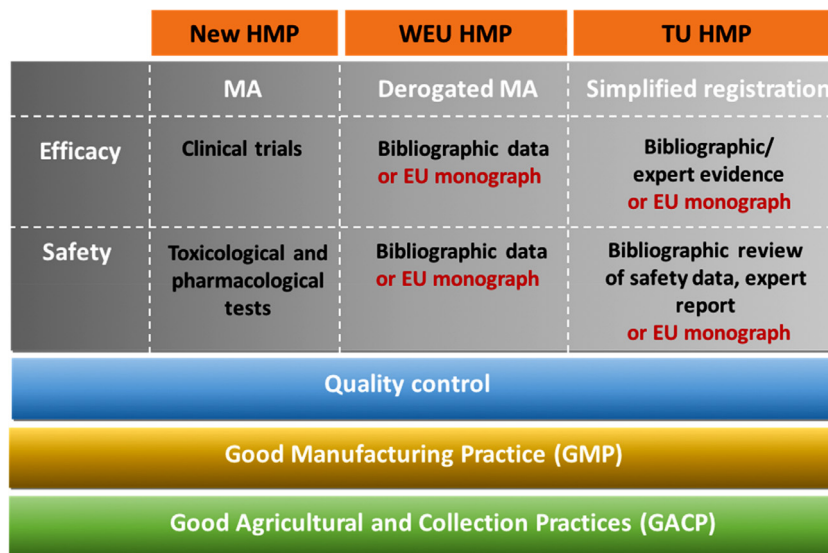 New HMP
WEU HMP
TU HMP
MA
Derogated MA
Simplified registration
Efficacy
Clinical trials
Bibliographic data
or EU monograph
Bibliographic/
expert evidence
or EU monograph
Safety
Toxicological and
pharmacological
tests
Bibliographic data
or EU monograph
Bibliographic review
of safety data, expert
report
or EU monograph
Quality control
Good Manufacturing Practice (GMP)
Good Agricultural and Collection Practices (GACP)